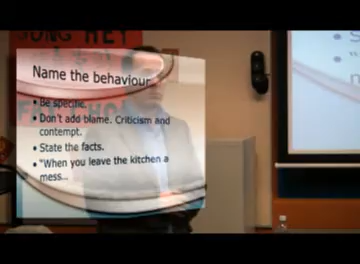 Name the behaviour
• Be specific.
• Don't add blame. Criticism and
contempt.
• State the facts.
• "When you leave the kitchen a
mess...